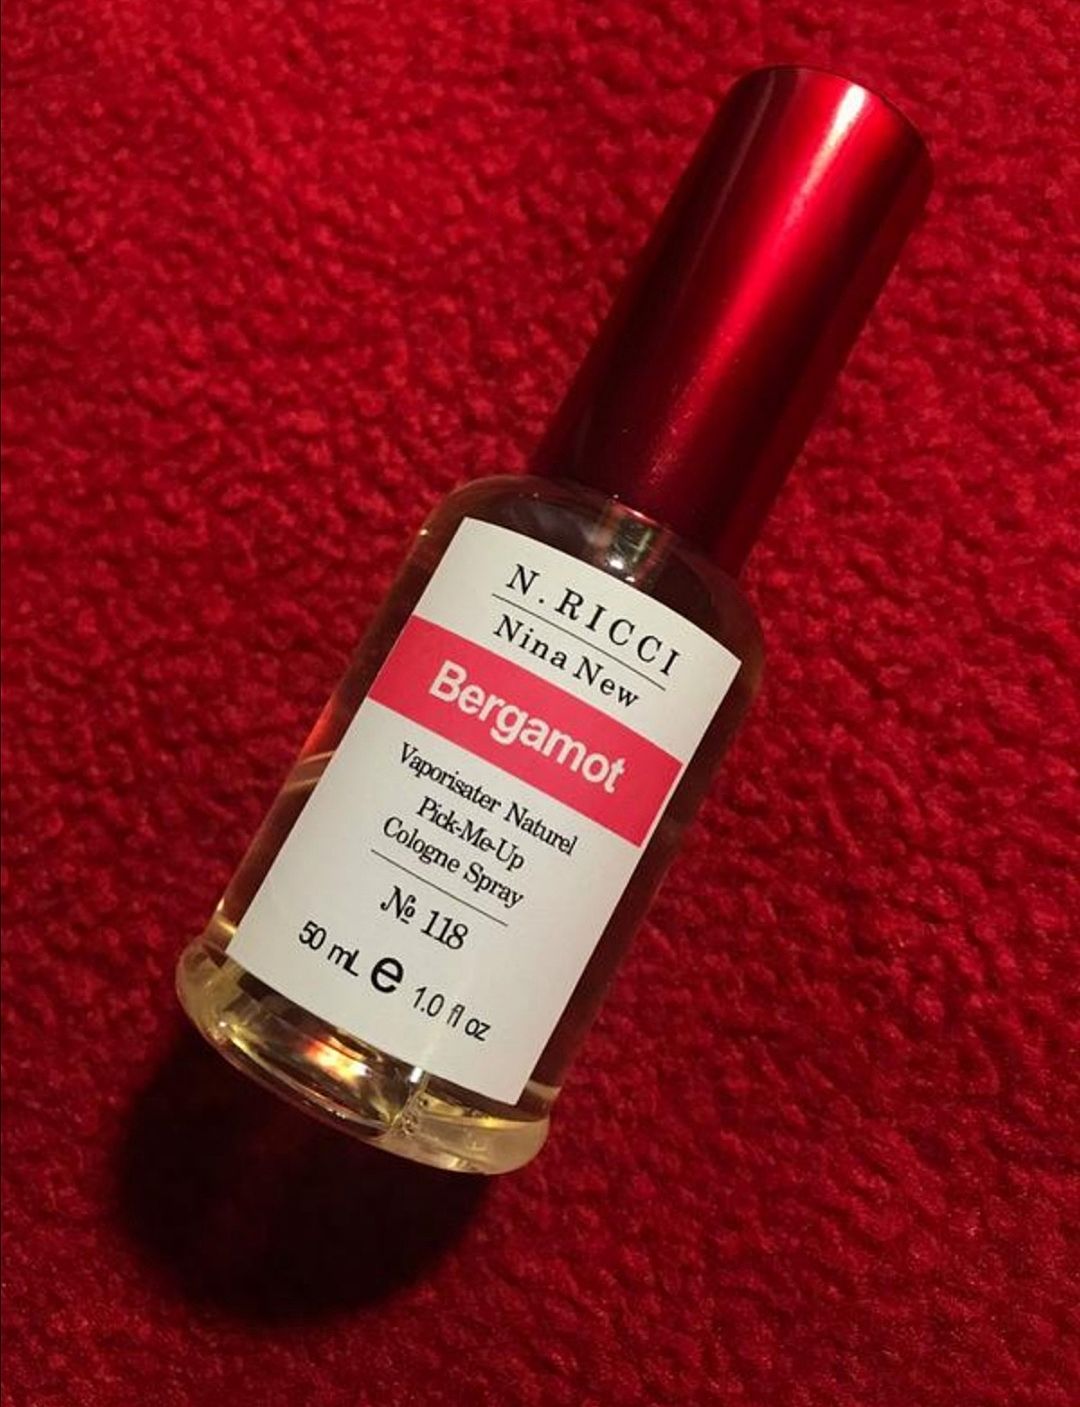 N.RICCI
Nina New
Bergamot
Vaporisater Naturel
Pick-Me-Up
Cologne Spray
№ 118
50 mL e 1.0 fl oz